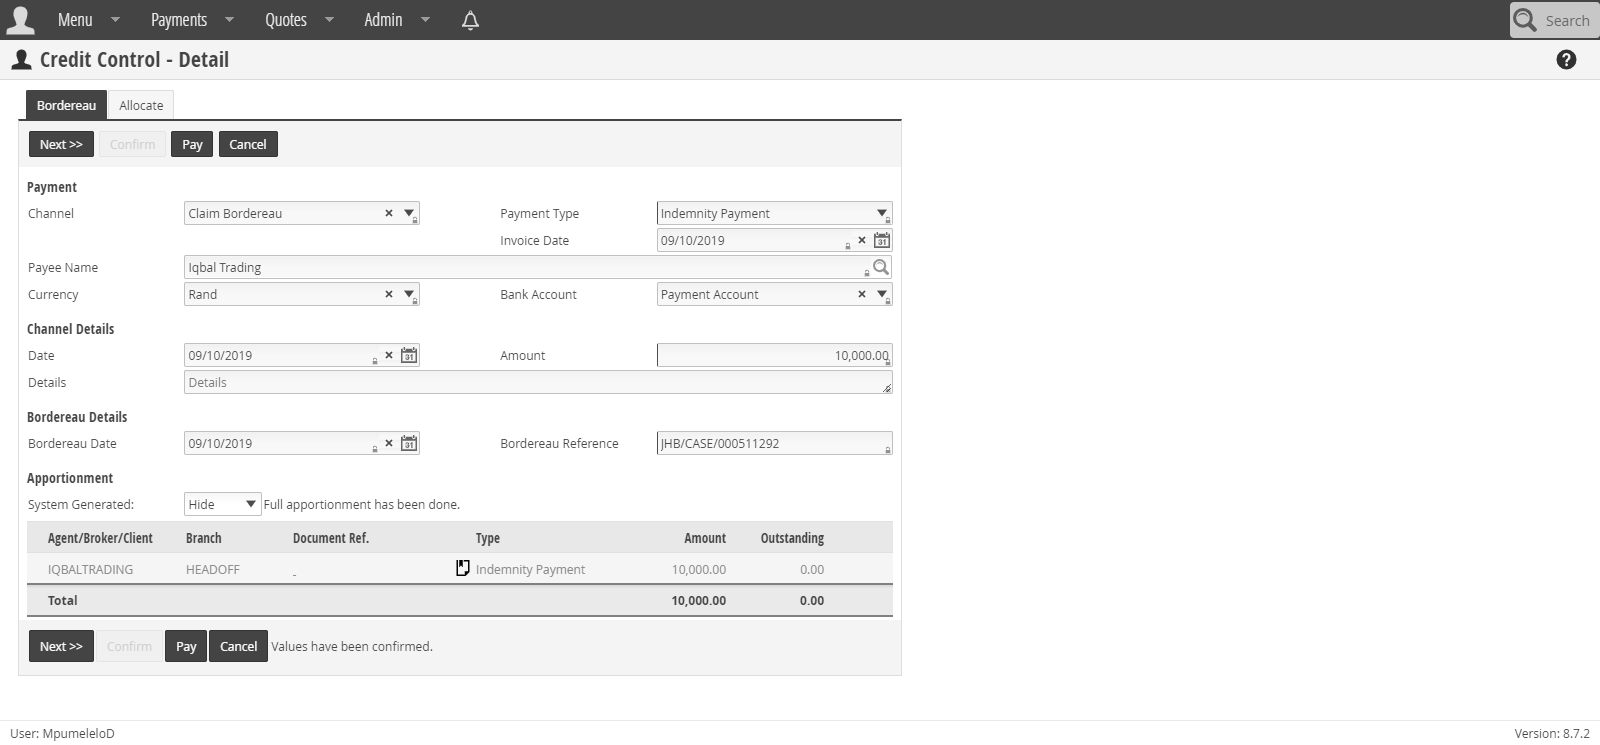 Menu Payments Quotes Admin Search
Credit Control - Detail ?
Bordereau Allocate
Next >> Confirm Pay Cancel
Payment
Channel Claim Bordereau Payment Type Indemnity Payment
Invoice Date 09/10/2019 31
Payee Name Iqbal Trading
Currency Rand Bank Account Payment Account
Channel Details
Date 09/10/2019 31 Amount 10,000.00
Details Details
Bordereau Details
Bordereau Date 09/10/2019 31 Bordereau Reference JHB/CASE/000511292
Apportionment
System Generated: Hide Full apportionment has been done.
Agent/Broker/Client Branch Document Ref. Type Amount Outstanding
IQBALTRADING HEADOFF - Indemnity Payment 10,000.00 0.00
Total 10,000.00 0.00
Next >> Confirm Pay Cancel Values have been confirmed.
User: MpumeleloD Version: 8.7.2